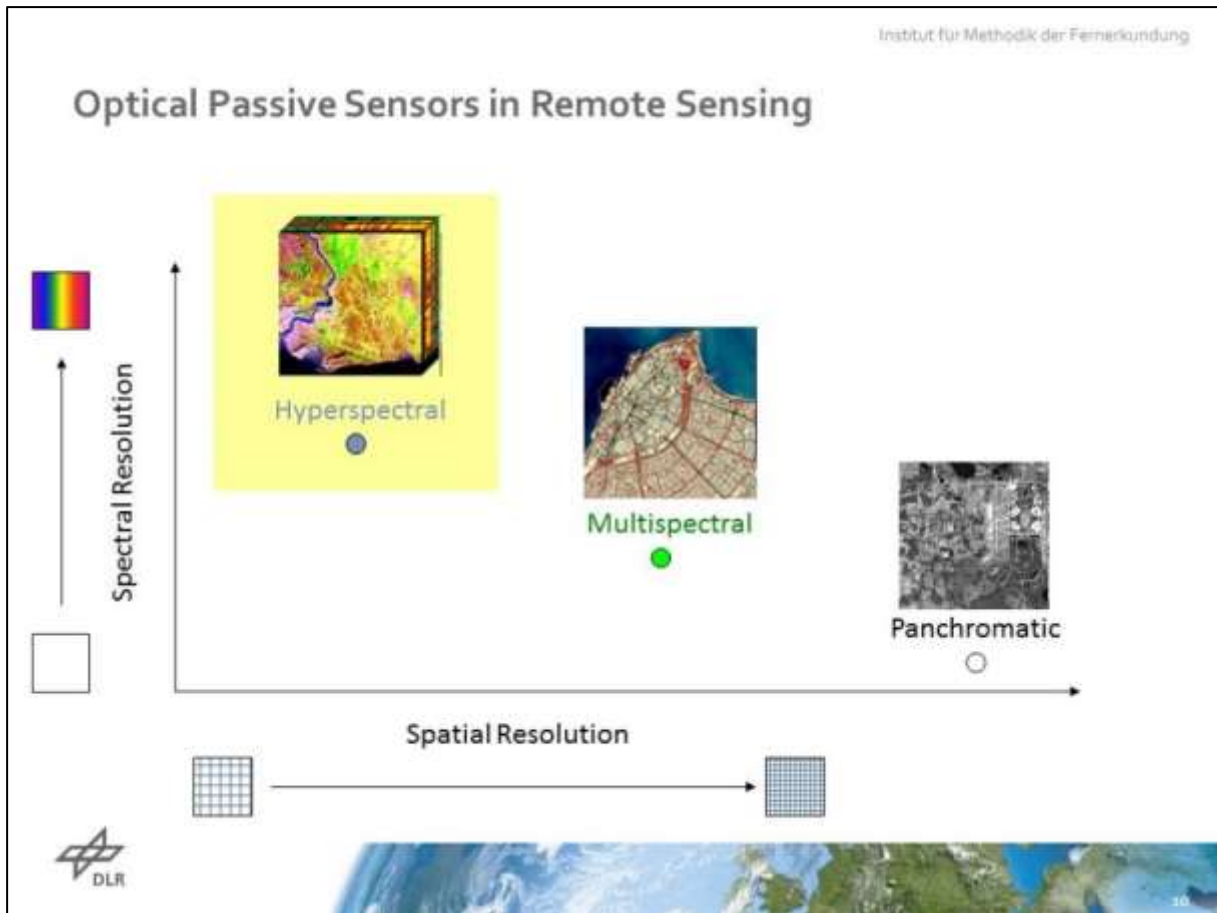 Institut für Methodik der Fernerkundung
Optical Passive Sensors in Remote Sensing
Hyperspectral
Multispectral
Panchromatic
Spectral Resolution
Spatial Resolution
DLR
10